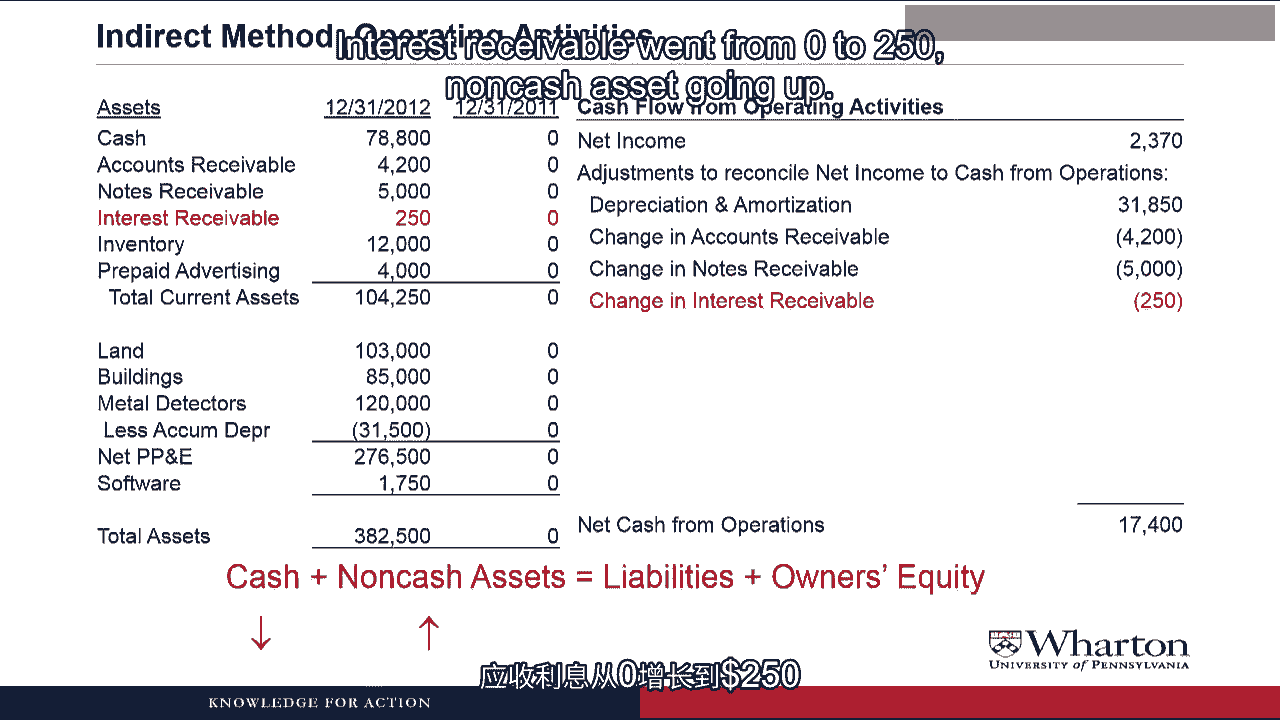 Indirect Method: Operating Activities
Interest receivable went from 0 to 250,
noncash asset going up.
Assets 12/31/2012 12/31/2011
Cash 78,800 0
Accounts Receivable 4,200 0
Notes Receivable 5,000 0
Interest Receivable 250 0
Inventory 12,000 0
Prepaid Advertising 4,000 0
Total Current Assets 104,250 0
Land 103,000 0
Buildings 85,000 0
Metal Detectors 120,000 0
Less Accum Depr (31,500) 0
Net PP&E 276,500 0
Software 1,750 0
Total Assets 382,500 0
Cash Flow from Operating Activities
Net Income 2,370
Adjustments to reconcile Net Income to Cash from Operations:
Depreciation & Amortization 31,850
Change in Accounts Receivable (4,200)
Change in Notes Receivable (5,000)
Change in Interest Receivable (250)
Net Cash from Operations 17,400
Cash + Noncash Assets = Liabilities + Owners' Equity
↓ ↑
Wharton
UNIVERSITY OF PENNSYLVANIA
应收利息从0增长到$250
KNOWLEDGE FOR ACTION